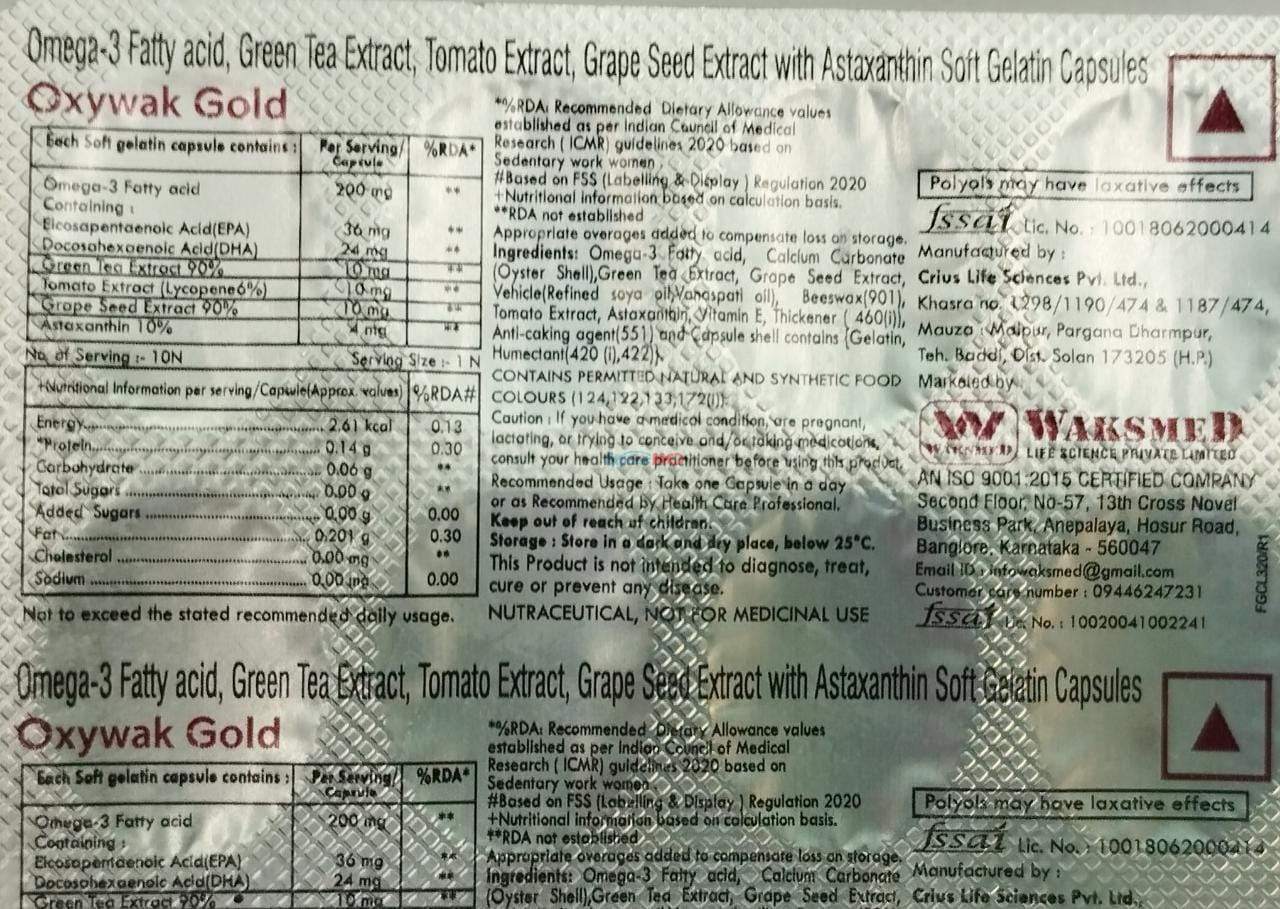 Omega-3 Fatty acid, Green Tea Extract, Tomato Extract, Grape Seed Extract with Astaxanthin Soft Gelatin Capsules
Oxywak Gold
Each Soft gelatin capsule contains : Per Serving/ Capsule %RDA*
Omega-3 Fatty acid 200 mg **
Containing :
Eicosapentaenoic Acid(EPA) 36 mg **
Docosohexaenoic Acid(DHA) 24 mg **
Green Tea Extract 90% 10 mg **
Tomato Extract (Lycopene6%) 10 mg **
Grape Seed Extract 90% 10 mg **
Astaxanthin 10% 4 mg **
No. of Serving :- 10N Serving Size :- 1 N
+Nutritional Information per serving/Capsule(Approx. values) %RDA#
Energy 2.61 kcal 0.13
*Protein 0.14 g 0.30
Carbohydrate 0.06 g **
Total Sugars 0.00 g **
Added Sugars 0.00 g 0.00
Fat 0.201 g 0.30
Cholesterol 0.00 mg **
Sodium 0.00 mg 0.00
Not to exceed the stated recommended daily usage.
*%RDA: Recommended Dietary Allowance values
established as per Indian Council of Medical
Research ( ICMR) guidelines 2020 based on
Sedentary work women .
#Based on FSS (Labelling & Display ) Regulation 2020
+Nutritional information based on calculation basis.
**RDA not established
Appropriate overages added to compensate loss on storage.
Ingredients: Omega-3 Fatty acid, Calcium Carbonate
(Oyster Shell),Green Tea Extract, Grape Seed Extract,
Vehicle(Refined soya oil,Vanaspati oil), Beeswax(901),
Tomato Extract, Astaxanthin, Vitamin E, Thickener ( 460(i)),
Anti-caking agent(551) and Capsule shell contains {Gelatin,
Humectant(420 (i),422)}.
CONTAINS PERMITTED NATURAL AND SYNTHETIC FOOD
COLOURS (124,122,133,172(i)).
Caution : If you have a medical condition, are pregnant,
lactating, or trying to conceive and/or taking medications,
consult your health care practitioner before using this product.
Recommended Usage : Take one Capsule in a day
or as Recommended by Health Care Professional.
Keep out of reach of children.
Storage : Store in a dark and dry place, below 25°C.
This Product is not intended to diagnose, treat,
cure or prevent any disease.
NUTRACEUTICAL, NOT FOR MEDICINAL USE
Polyols may have laxative effects
fssai Lic. No. : 10018062000414
Manufactured by :
Crius Life Sciences Pvt. Ltd.,
Khasra no. 1298/1190/474 & 1187/474,
Mauza : Malpur, Pargana Dharmpur,
Teh. Baddi, Dist. Solan 173205 (H.P.)
Marketed by
WAKSMED WAKSMED
LIFE SCIENCE PRIVATE LIMITED
AN ISO 9001:2015 CERTIFIED COMPANY
Second Floor, No-57, 13th Cross Novel
Business Park, Anepalaya, Hosur Road,
Banglore, Karnataka - 560047
Email ID : infowaksmed@gmail.com
Customer care number : 09446247231
fssai Lic. No. : 10020041002241
FGCL320/R1
Omega-3 Fatty acid, Green Tea Extract, Tomato Extract, Grape Seed Extract with Astaxanthin Soft Gelatin Capsules
Oxywak Gold
Each Soft gelatin capsule contains : Per Serving/ Capsule %RDA*
Omega-3 Fatty acid 200 mg **
Containing :
Eicosapentaenoic Acid(EPA) 36 mg **
Docosohexaenoic Acid(DHA) 24 mg **
Green Tea Extract 90% 10 mg **
*%RDA: Recommended Dietary Allowance values
established as per Indian Council of Medical
Research ( ICMR) guidelines 2020 based on
Sedentary work women .
#Based on FSS (Labelling & Display ) Regulation 2020
+Nutritional information based on calculation basis.
**RDA not established
Appropriate overages added to compensate loss on storage.
Ingredients: Omega-3 Fatty acid, Calcium Carbonate
(Oyster Shell),Green Tea Extract, Grape Seed Extract,
Polyols may have laxative effects
fssai Lic. No. : 10018062000414
Manufactured by :
Crius Life Sciences Pvt. Ltd.,